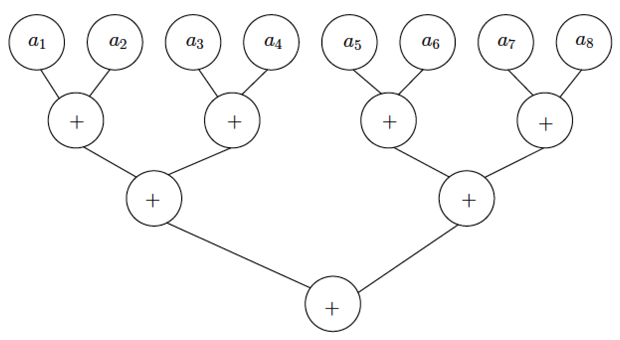 a₁ a₂ a₃ a₄ a₅ a₆ a₇ a₈
+ + + +
+ +
+